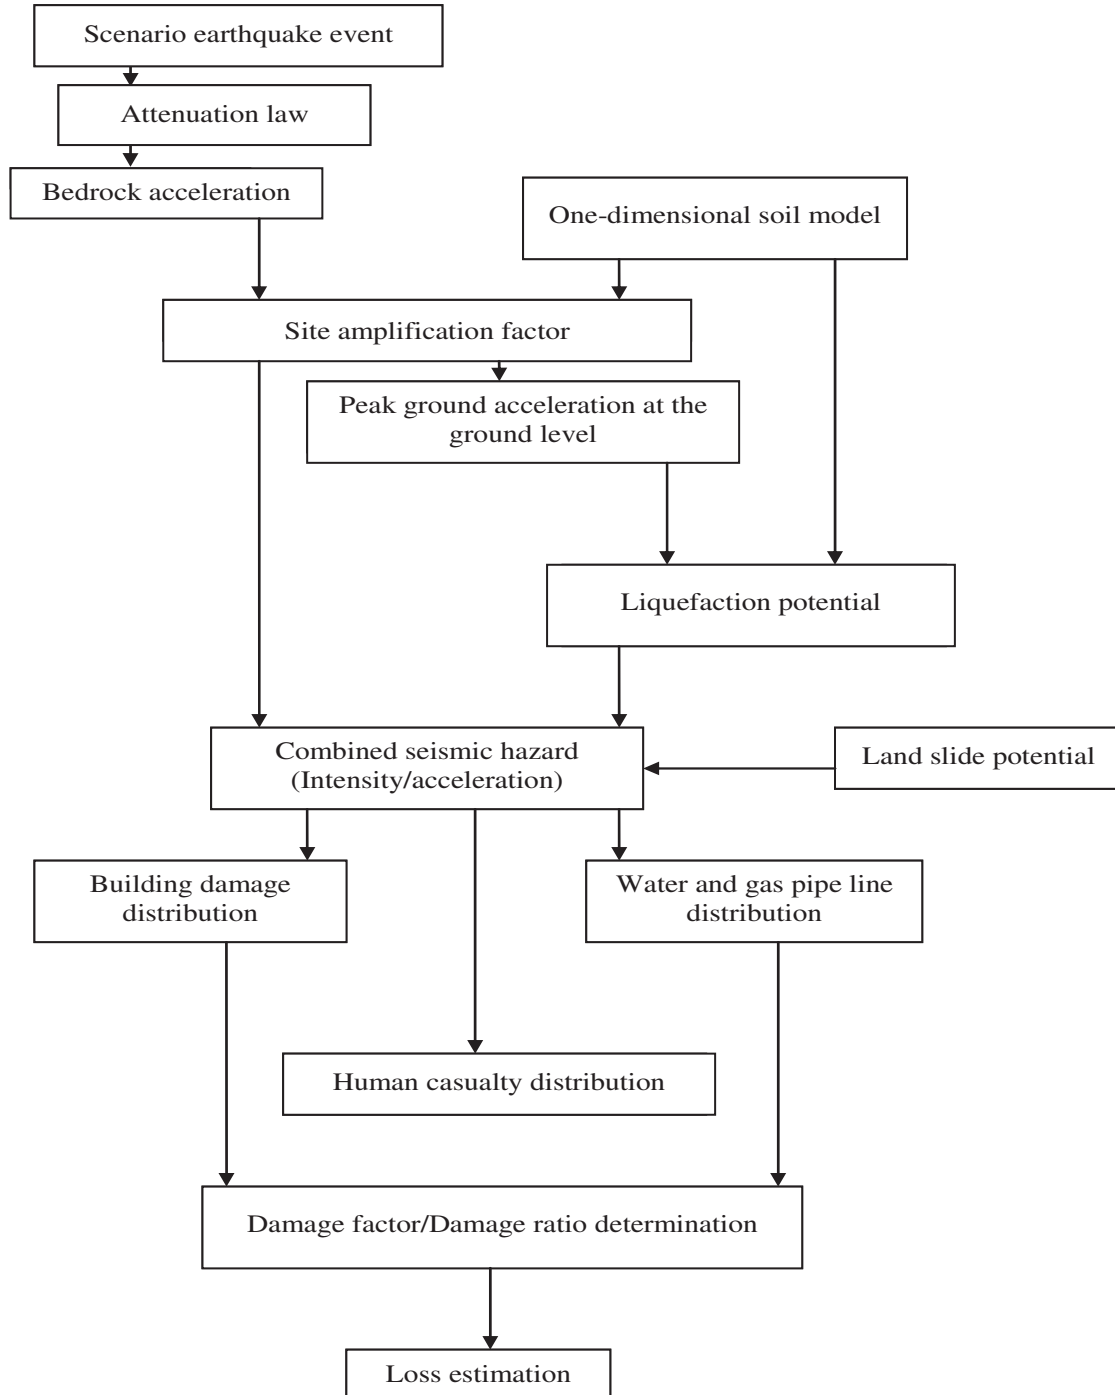 Scenario earthquake event
Attenuation law
Bedrock acceleration
One-dimensional soil model
Site amplification factor
Peak ground acceleration at the
ground level
Liquefaction potential
Combined seismic hazard
(Intensity/acceleration)
Land slide potential
Building damage
distribution
Water and gas pipe line
distribution
Human casualty distribution
Damage factor/Damage ratio determination
Loss estimation